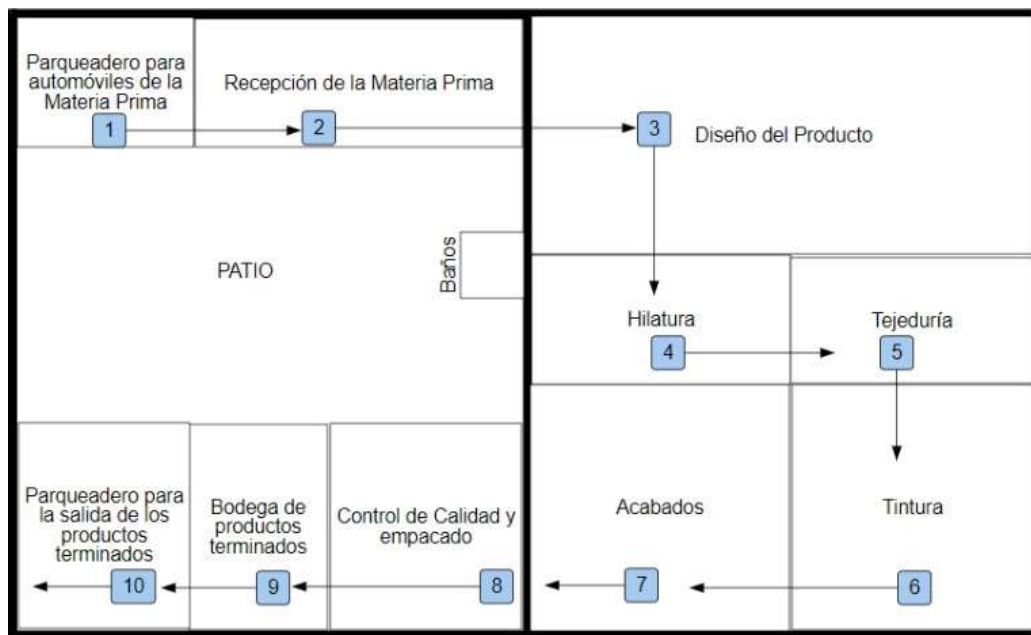 Parqueadero para
automóviles de la
Materia Prima
1
Recepción de la Materia Prima
2
3
Diseño del Producto
PATIO
Baños
Hilatura
4
Tejeduría
5
Parqueadero para
la salida de los
productos
terminados
10
Bodega de
productos
terminados
9
Control de Calidad y
empacado
8
Acabados
7
Tintura
6